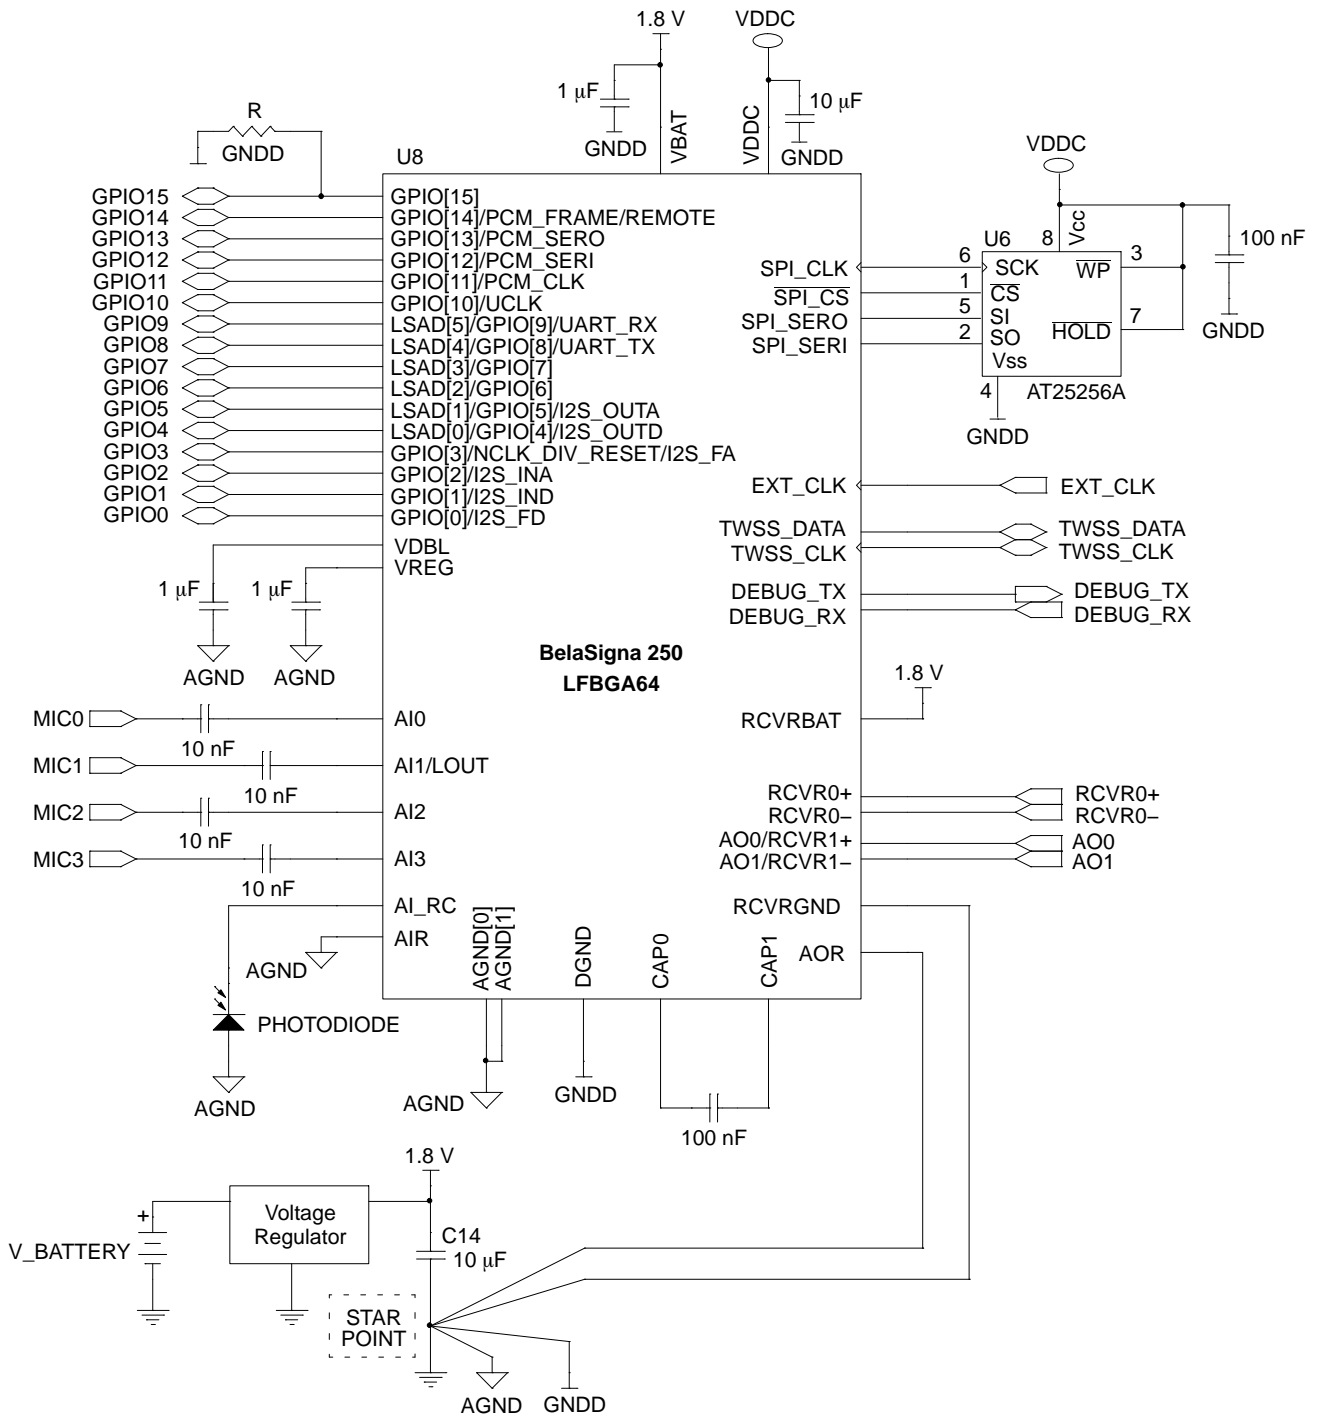 1.8 V
VDDC
1 μF
10 μF
GNDD
GNDD
VBAT
VDDC
R
GNDD
U8
VDDC
GPIO15
GPIO14
GPIO13
GPIO12
GPIO11
GPIO10
GPIO9
GPIO8
GPIO7
GPIO6
GPIO5
GPIO4
GPIO3
GPIO2
GPIO1
GPIO0
GPIO[15]
GPIO[14]/PCM_FRAME/REMOTE
GPIO[13]/PCM_SERO
GPIO[12]/PCM_SERI
GPIO[11]/PCM_CLK
GPIO[10]/UCLK
LSAD[5]/GPIO[9]/UART_RX
LSAD[4]/GPIO[8]/UART_TX
LSAD[3]/GPIO[7]
LSAD[2]/GPIO[6]
LSAD[1]/GPIO[5]/I2S_OUTA
LSAD[0]/GPIO[4]/I2S_OUTD
GPIO[3]/NCLK_DIV_RESET/I2S_FA
GPIO[2]/I2S_INA
GPIO[1]/I2S_IND
GPIO[0]/I2S_FD
VDBL
VREG
SPI_CLK
SPI_CS
SPI_SERO
SPI_SERI
6
1
5
2
U6
8
Vcc
SCK
CS
SI
SO
Vss
WP
HOLD
3
7
4
AT25256A
GNDD
100 nF
GNDD
EXT_CLK
EXT_CLK
TWSS_DATA
TWSS_DATA
TWSS_CLK
TWSS_CLK
DEBUG_TX
DEBUG_TX
DEBUG_RX
DEBUG_RX
1 μF
1 μF
AGND
AGND
BelaSigna 250
LFBGA64
1.8 V
RCVRBAT
MIC0
10 nF
AI0
MIC1
10 nF
AI1/LOUT
MIC2
10 nF
AI2
MIC3
10 nF
AI3
RCVR0+
RCVR0+
RCVR0–
RCVR0–
AO0/RCVR1+
AO0
AO1/RCVR1–
AO1
AI_RC
AIR
AGND
PHOTODIODE
AGND
AGND[0]
AGND[1]
DGND
CAP0
CAP1
RCVRGND
AOR
AGND
GNDD
100 nF
1.8 V
V_BATTERY
+
Voltage
Regulator
C14
10 μF
STAR
POINT
AGND
GNDD